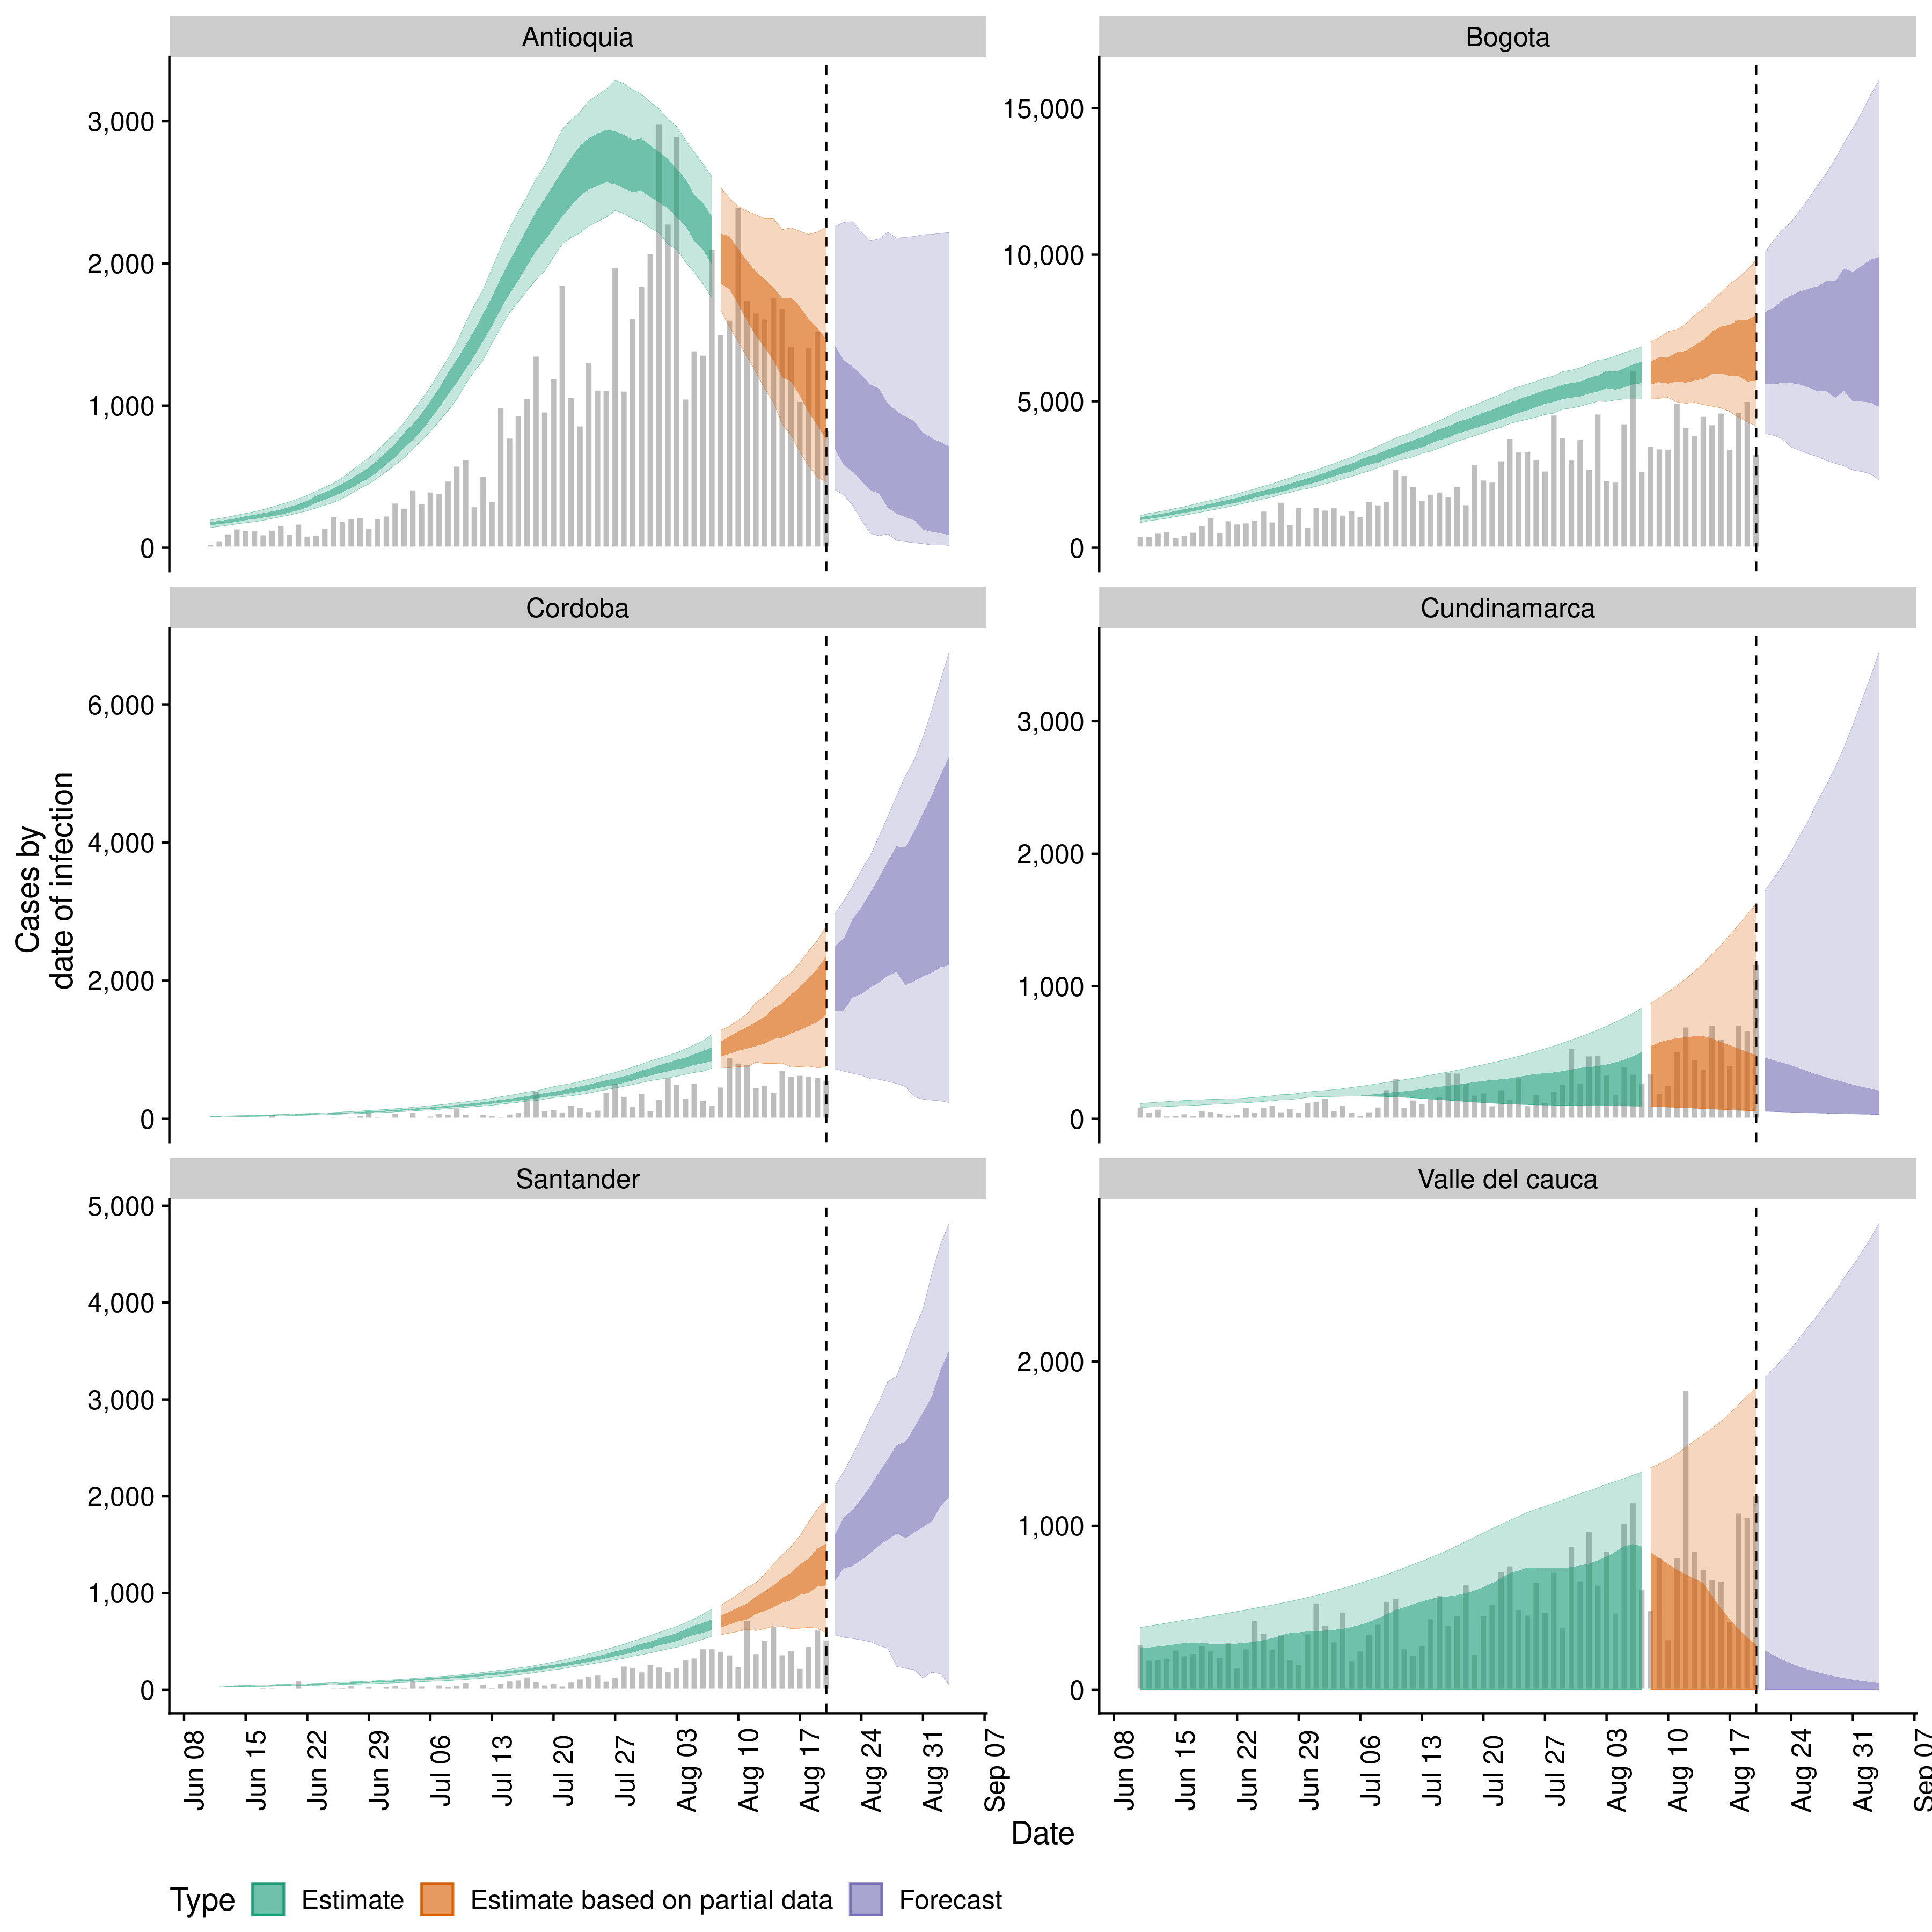 Antioquia
Bogota
3,000
2,000
1,000
0
15,000
10,000
5,000
0
Cordoba
Cundinamarca
6,000
4,000
2,000
0
3,000
2,000
1,000
0
Cases by
date of infection
Santander
Valle del cauca
5,000
4,000
3,000
2,000
1,000
0
2,000
1,000
0
Jun 08
Jun 15
Jun 22
Jun 29
Jul 06
Jul 13
Jul 20
Jul 27
Aug 03
Aug 10
Aug 17
Aug 24
Aug 31
Sep 07
Jun 08
Jun 15
Jun 22
Jun 29
Jul 06
Jul 13
Jul 20
Jul 27
Aug 03
Aug 10
Aug 17
Aug 24
Aug 31
Sep 07
Date
Type Estimate Estimate based on partial data Forecast